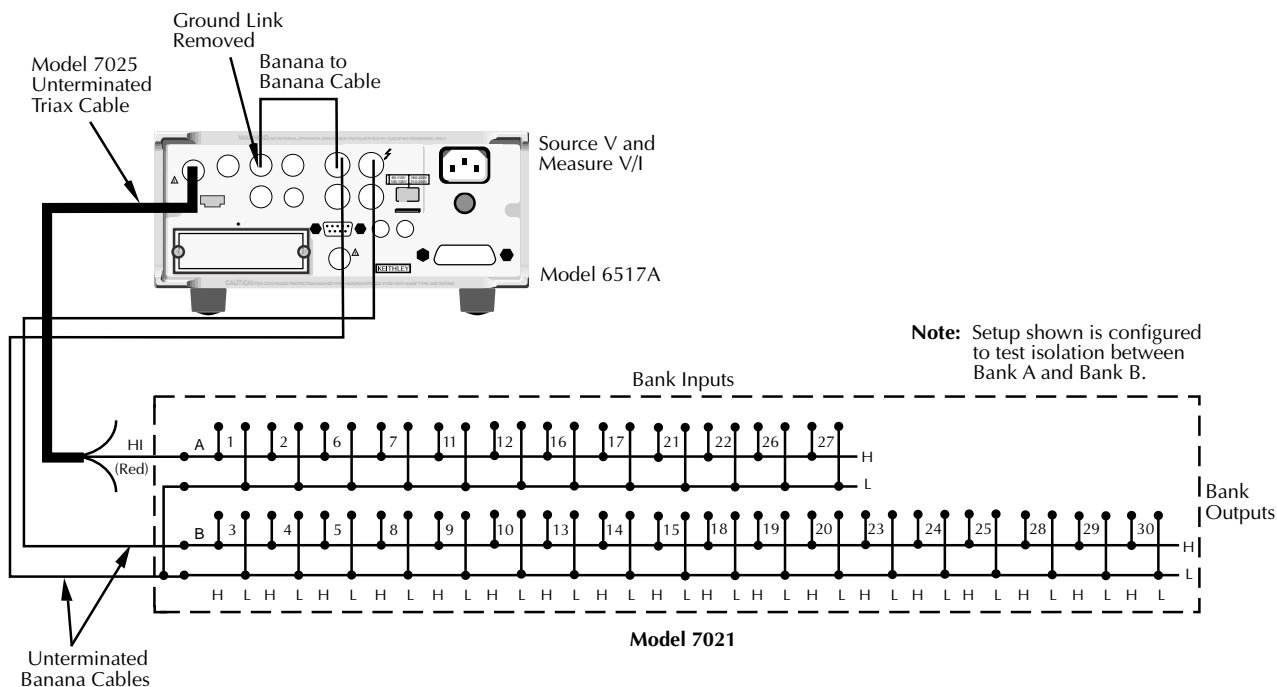 Ground Link
Removed
Banana to
Banana Cable
Model 7025
Unterminated
Triax Cable
Source V and
Measure V/I
KEITHLEY
Model 6517A
Note: Setup shown is configured
to test isolation between
Bank A and Bank B.
Bank Inputs
A 1 2 6 7 11 12 16 17 21 22 26 27
HI
H
(Red)
L
Bank
Outputs
B 3 4 5 8 9 10 13 14 15 18 19 20 23 24 25 28 29 30
H
L
H L H L H L H L H L H L H L H L H L H L H L H L H L H L H L H L H L H L
Model 7021
Unterminated
Banana Cables